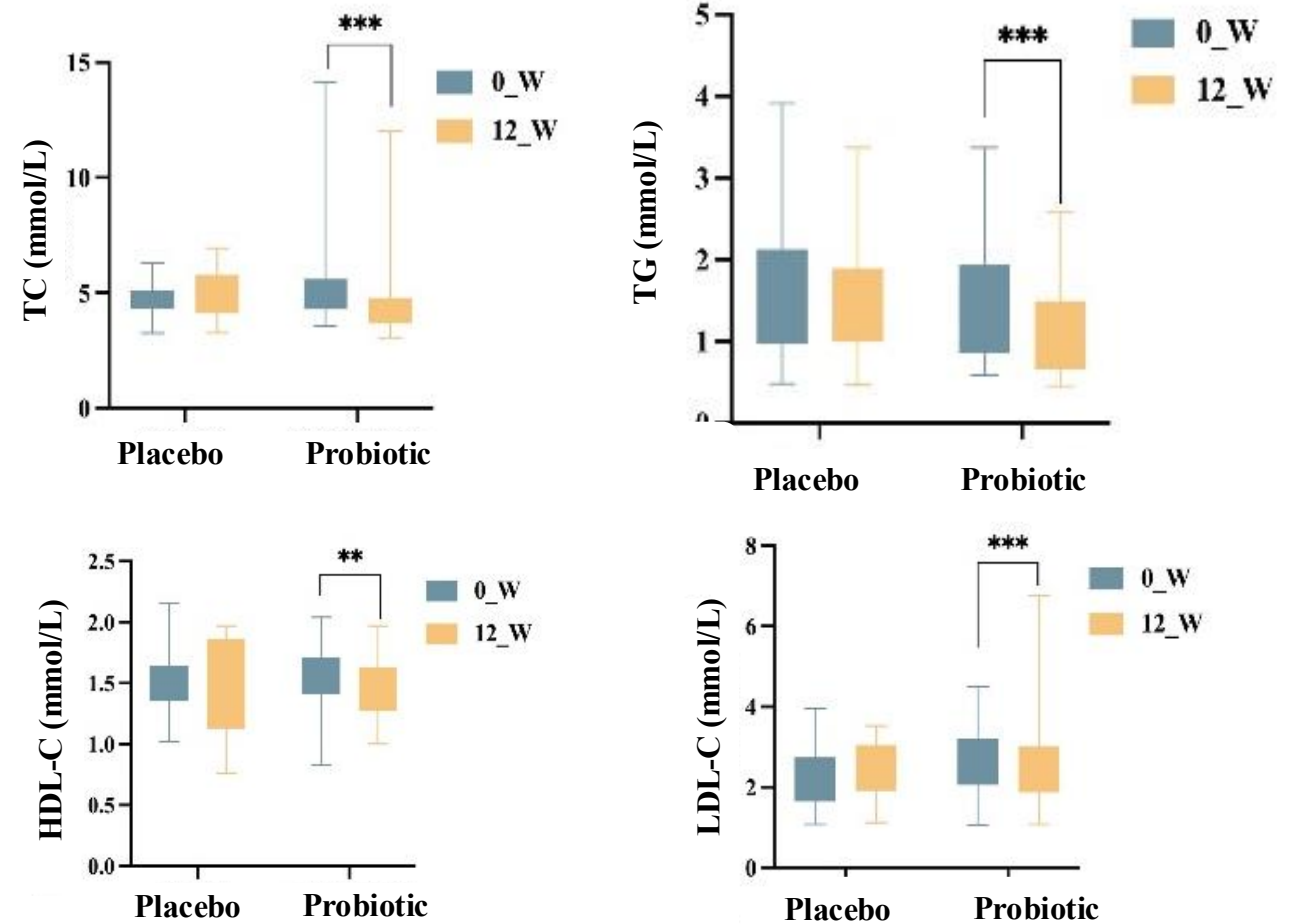 ***
15
10
5
0
TC (mmol/L)
0_W
12_W
Placebo Probiotic
***
5
4
3
2
1
0
TG (mmol/L)
0_W
12_W
Placebo Probiotic
**
2.5
2.0
1.5
1.0
0.5
0.0
HDL-C (mmol/L)
0_W
12_W
Placebo Probiotic
***
8
6
4
2
0
LDL-C (mmol/L)
0_W
12_W
Placebo Probiotic